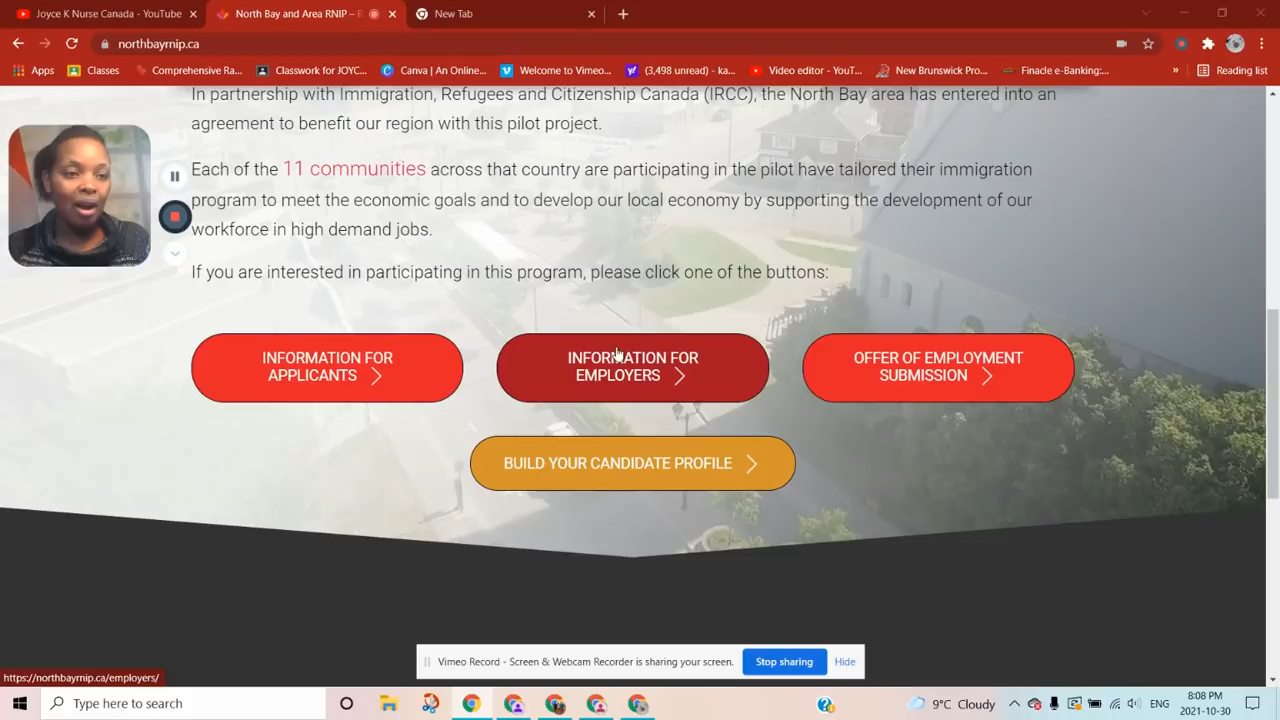 Joyce K Nurse Canada - YouTube
North Bay and Area RNIP – R
New Tab
northbayrnip.ca
Apps
Classes
Comprehensive Ra...
Classwork for JOYC...
Canva | An Online...
Welcome to Vimeo...
(3,498 unread) - ka...
Video editor - YouT...
New Brunswick Pro...
Finacle e-Banking:...
»
Reading list
In partnership with Immigration, Refugees and Citizenship Canada (IRCC), the North Bay area has entered into an
agreement to benefit our region with this pilot project.
Each of the 11 communities across that country are participating in the pilot have tailored their immigration
program to meet the economic goals and to develop our local economy by supporting the development of our
workforce in high demand jobs.
If you are interested in participating in this program, please click one of the buttons:
INFORMATION FOR
APPLICANTS
INFORMATION FOR
EMPLOYERS
OFFER OF EMPLOYMENT
SUBMISSION
BUILD YOUR CANDIDATE PROFILE
Vimeo Record - Screen & Webcam Recorder is sharing your screen.
Stop sharing
Hide
https://northbayrnip.ca/employers/
Type here to search
9°C Cloudy
ENG
8:08 PM
2021-10-30